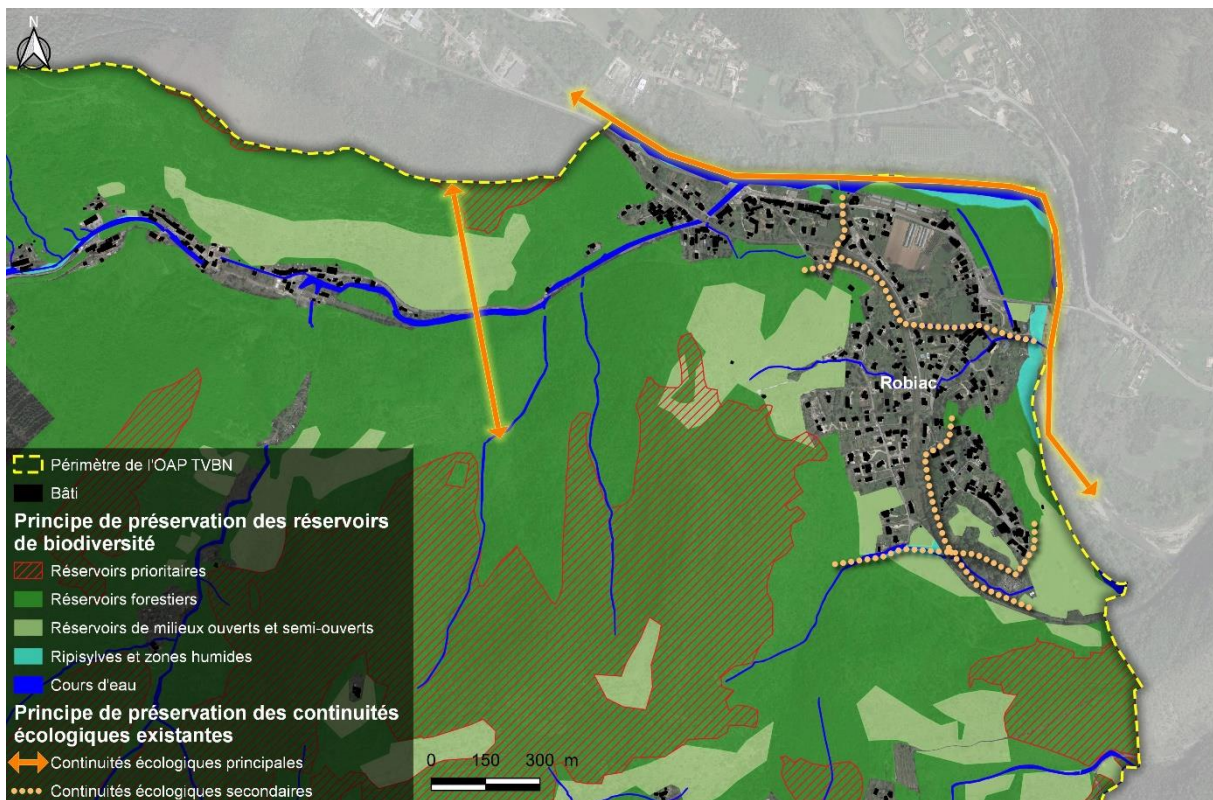 N
Robiac
Périmètre de l'OAP TVBN
Bâti
Principe de préservation des réservoirs
de biodiversité
Réservoirs prioritaires
Réservoirs forestiers
Réservoirs de milieux ouverts et semi-ouverts
Ripisylves et zones humides
Cours d'eau
Principe de préservation des continuités
écologiques existantes
Continuités écologiques principales
Continuités écologiques secondaires
0 150 300 m